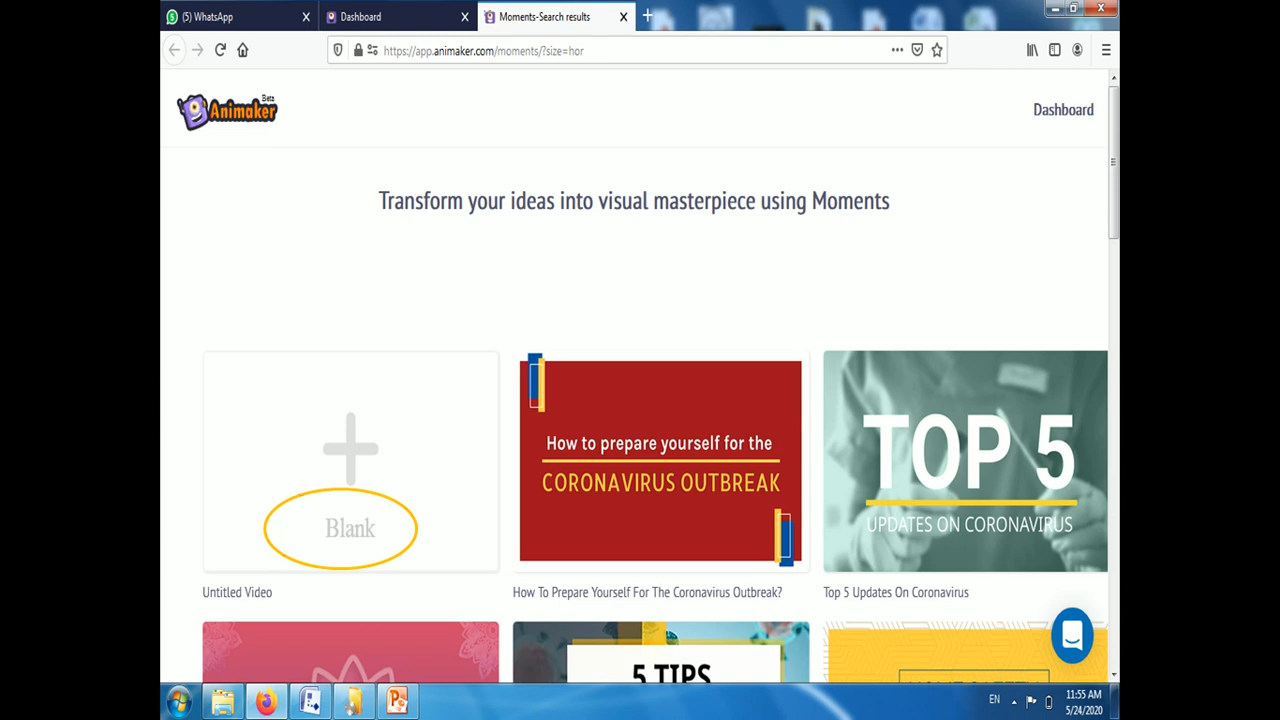 (5) WhatsApp
Dashboard
Moments-Search results
https://app.animaker.com/moments/?size=hor
Beta
Animaker
Dashboard
Transform your ideas into visual masterpiece using Moments
Blank
Untitled Video
How to prepare yourself for the
CORONAVIRUS OUTBREAK
How To Prepare Yourself For The Coronavirus Outbreak?
TOP 5
UPDATES ON CORONAVIRUS
Top 5 Updates On Coronavirus
5 TIPS
EN
11:55 AM
5/24/2020